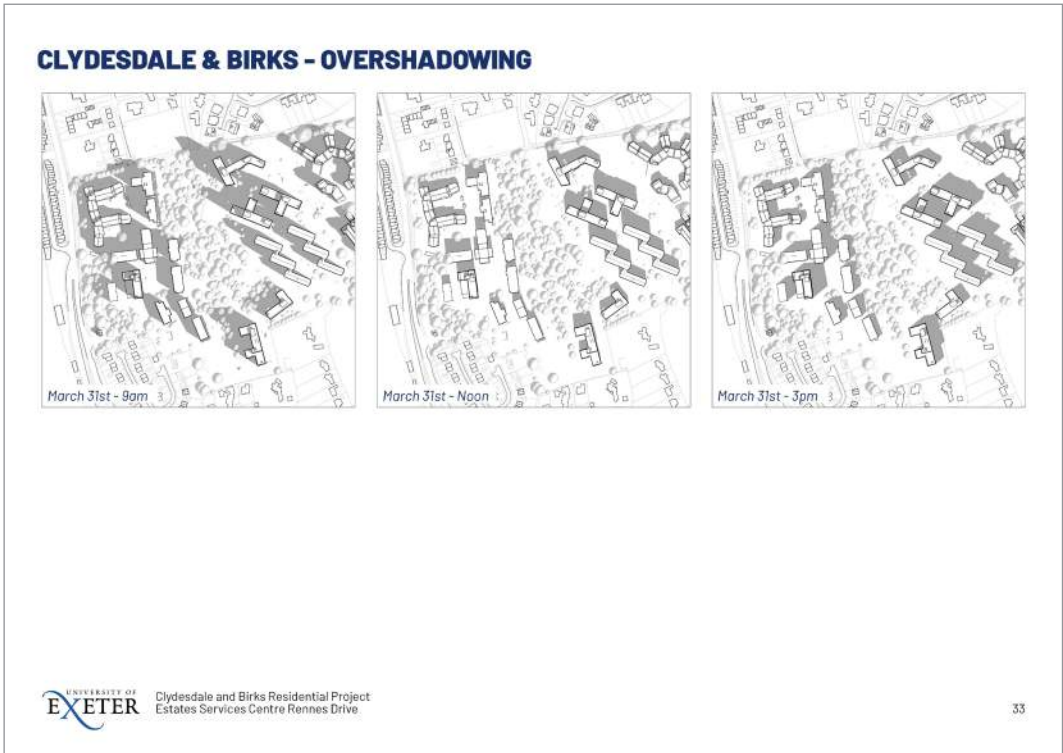 CLYDESDALE & BIRKS - OVERSHADOWING
March 31st - 9am
March 31st - Noon
March 31st - 3pm
UNIVERSITY OF
EXETER
Clydesdale and Birks Residential Project
Estates Services Centre Rennes Drive
33